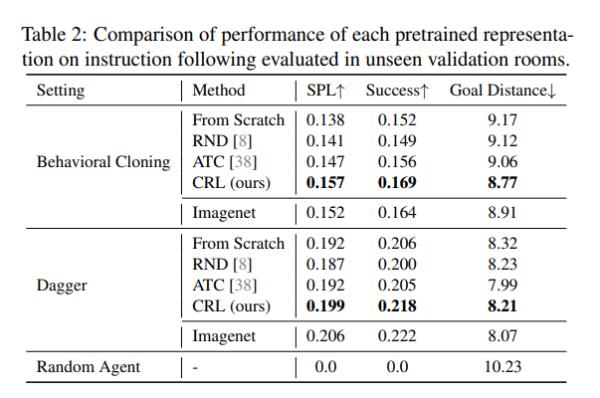 Table 2: Comparison of performance of each pretrained representa-
tion on instruction following evaluated in unseen validation rooms.
Setting Method SPL↑ Success↑ Goal Distance↓
From Scratch 0.138 0.152 9.17
RND [8] 0.141 0.149 9.12
Behavioral Cloning ATC [38] 0.147 0.156 9.06
CRL (ours) 0.157 0.169 8.77
Imagenet 0.152 0.164 8.91
From Scratch 0.192 0.206 8.32
RND [8] 0.187 0.200 8.23
Dagger ATC [38] 0.192 0.205 7.99
CRL (ours) 0.199 0.218 8.21
Imagenet 0.206 0.222 8.07
Random Agent - 0.0 0.0 10.23